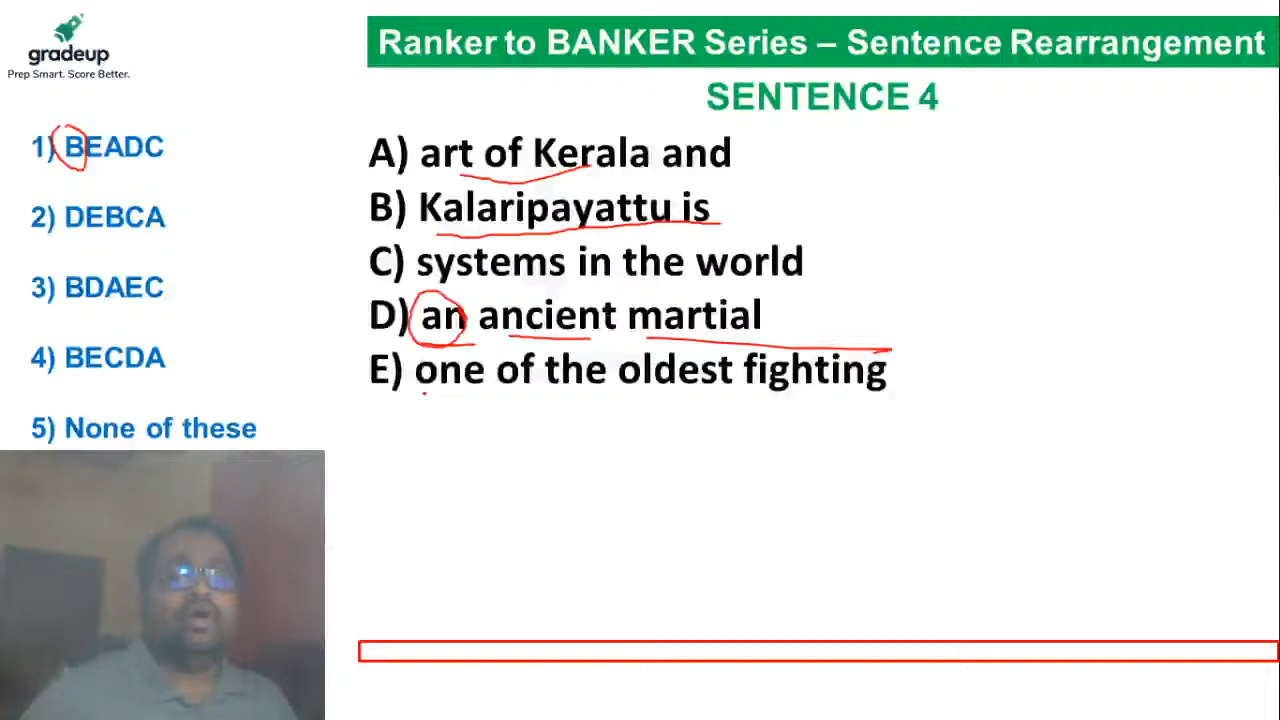 gradeup
Prep Smart. Score Better.
Ranker to BANKER Series – Sentence Rearrangement
SENTENCE 4
1) BEADC
2) DEBCA
3) BDAEC
4) BECDA
5) None of these
A) art of Kerala and
B) Kalaripayattu is
C) systems in the world
D) an ancient martial
E) one of the oldest fighting